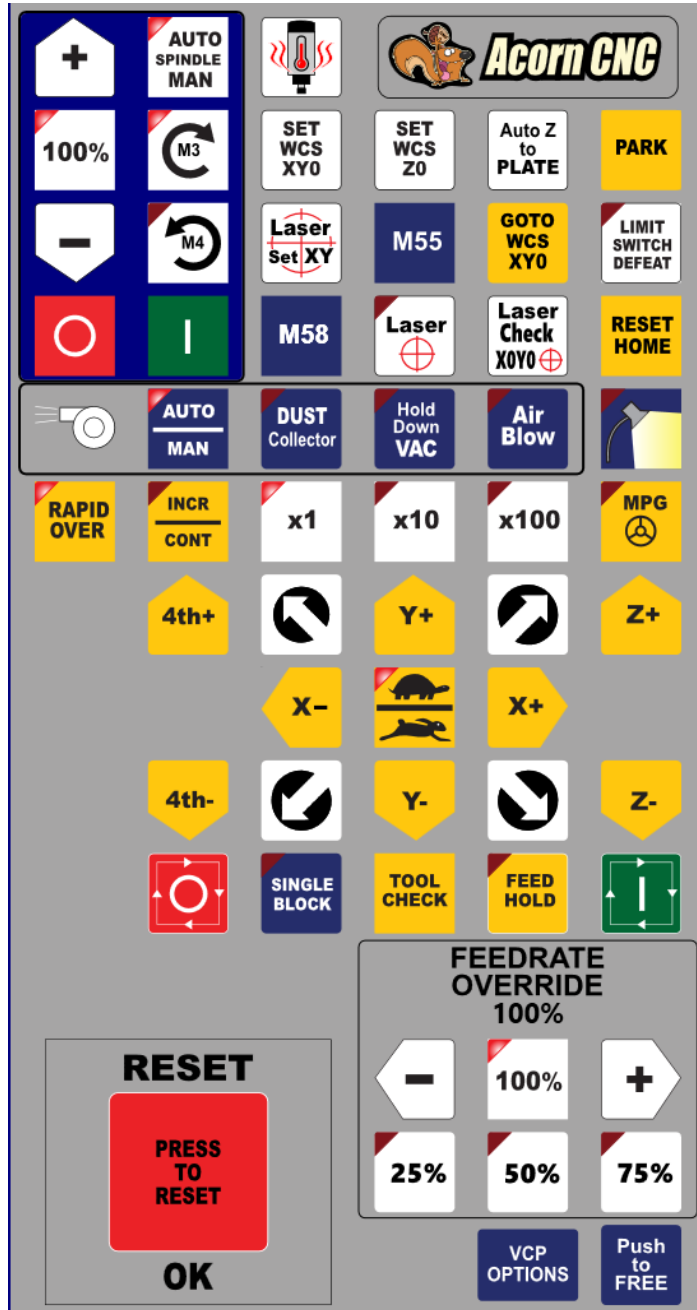 +
AUTO
SPINDLE
MAN
Acorn CNC
100%
M3
SET
WCS
XY0
SET
WCS
Z0
Auto Z
to
PLATE
PARK
−
M4
Laser
Set XY
M55
GOTO
WCS
XY0
LIMIT
SWITCH
DEFEAT
M58
Laser
Laser
Check
X0Y0
RESET
HOME
AUTO
MAN
DUST
Collector
Hold
Down
VAC
Air
Blow
RAPID
OVER
INCR
CONT
x1
x10
x100
MPG
4th+
Y+
Z+
X−
X+
4th-
Y-
Z-
SINGLE
BLOCK
TOOL
CHECK
FEED
HOLD
FEEDRATE
OVERRIDE
100%
−
100%
+
25%
50%
75%
RESET
PRESS
TO
RESET
OK
VCP
OPTIONS
Push
to
FREE